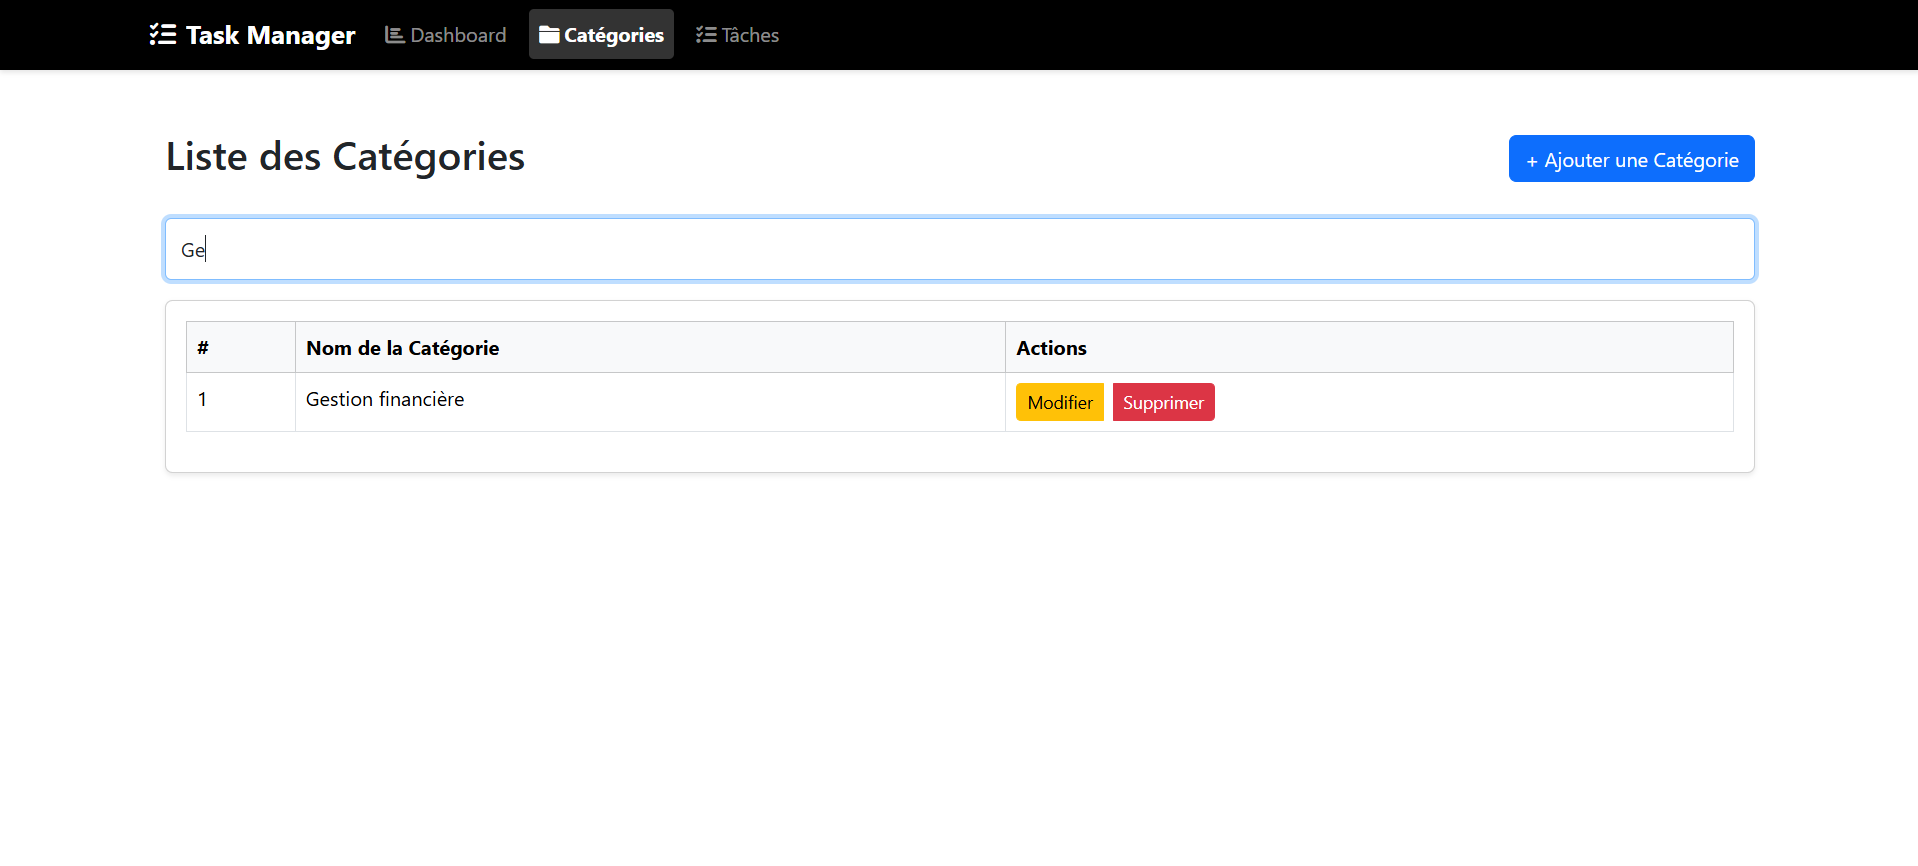 Task Manager Dashboard Catégories Tâches
Liste des Catégories
+ Ajouter une Catégorie
Ge
# Nom de la Catégorie Actions
1 Gestion financière Modifier Supprimer